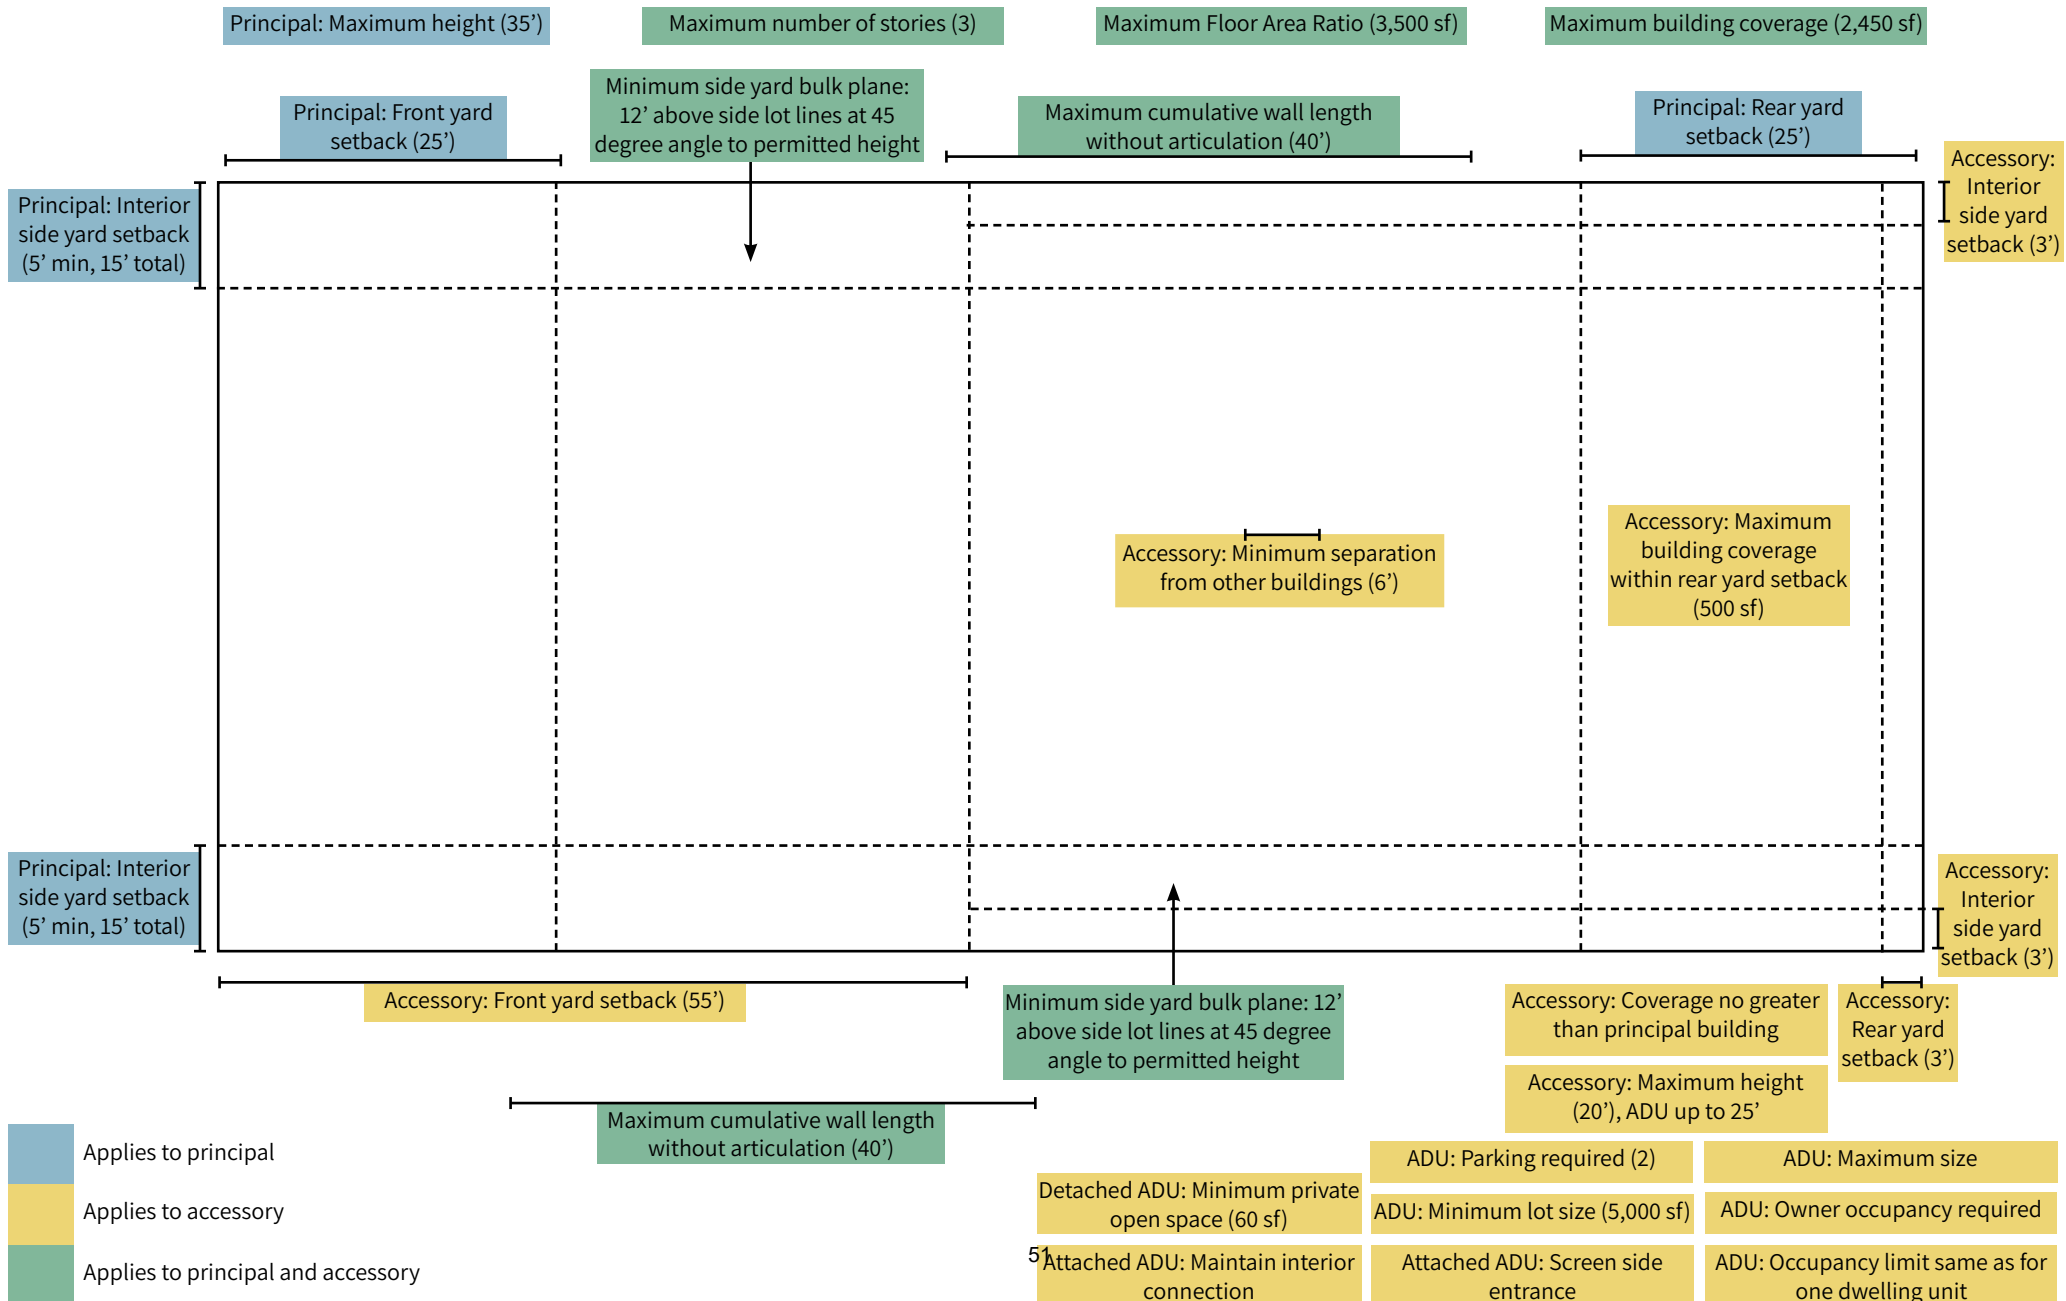 Principal: Maximum height (35’)
Maximum number of stories (3)
Maximum Floor Area Ratio (3,500 sf)
Maximum building coverage (2,450 sf)
Principal: Front yard
setback (25’)
Minimum side yard bulk plane:
12’ above side lot lines at 45
degree angle to permitted height
Maximum cumulative wall length
without articulation (40’)
Principal: Rear yard
setback (25’)
Accessory:
Interior
side yard
setback (3’)
Principal: Interior
side yard setback
(5’ min, 15’ total)
Accessory: Minimum separation
from other buildings (6’)
Accessory: Maximum
building coverage
within rear yard setback
(500 sf)
Principal: Interior
side yard setback
(5’ min, 15’ total)
Accessory:
Interior
side yard
setback (3’)
Accessory: Front yard setback (55’)
Minimum side yard bulk plane: 12’
above side lot lines at 45 degree
angle to permitted height
Accessory: Coverage no greater
than principal building
Accessory:
Rear yard
setback (3’)
Accessory: Maximum height
(20’), ADU up to 25’
Maximum cumulative wall length
without articulation (40’)
Applies to principal
Applies to accessory
Applies to principal and accessory
ADU: Parking required (2)
ADU: Maximum size
Detached ADU: Minimum private
open space (60 sf)
ADU: Minimum lot size (5,000 sf)
ADU: Owner occupancy required
51
Attached ADU: Maintain interior
connection
Attached ADU: Screen side
entrance
ADU: Occupancy limit same as for
one dwelling unit